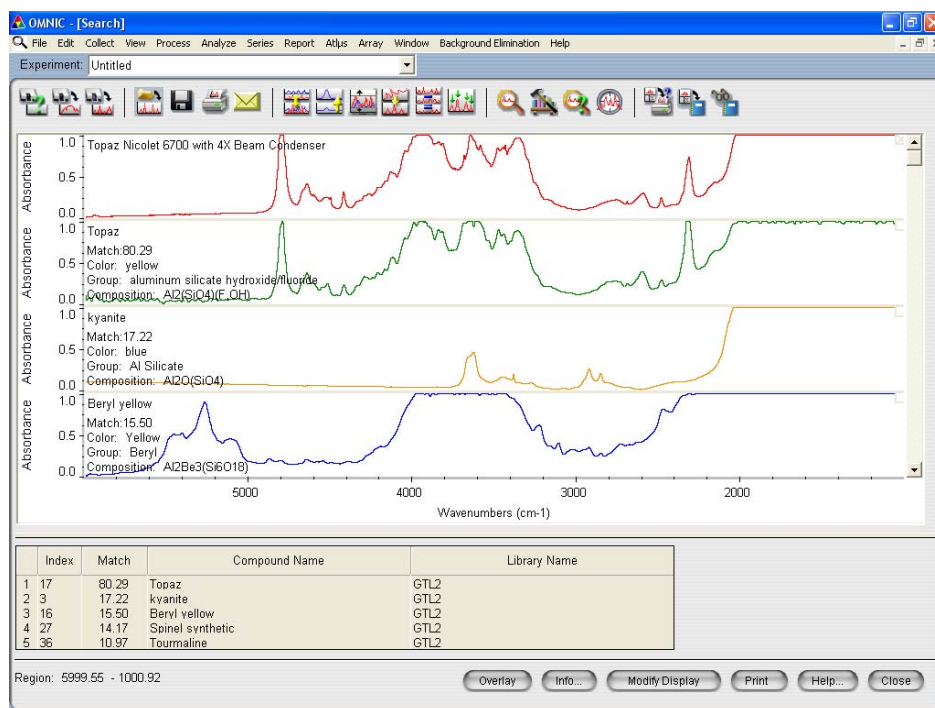 OMNIC - [Search]
File Edit Collect View Process Analyze Series Report Atlµs Array Window Background Elimination Help
Experiment: Untitled
Absorbance
1.0
0.5
0.0
Topaz Nicolet 6700 with 4X Beam Condenser
Absorbance
1.0
0.5
0.0
Topaz
Match:80.29
Color: yellow
Group: aluminum silicate hydroxide/fluoride
Composition: Al2(SiO4)(F,OH)
Absorbance
1.0
0.5
0.0
kyanite
Match:17.22
Color: blue
Group: Al Silicate
Composition: Al2O(SiO4)
Absorbance
1.0
0.5
0.0
Beryl yellow
Match:15.50
Color: Yellow
Group: Beryl
Composition: Al2Be3(Si6O18)
5000 4000 3000 2000
Wavenumbers (cm-1)
Index Match Compound Name Library Name
1 17 80.29 Topaz GTL2
2 3 17.22 kyanite GTL2
3 16 15.50 Beryl yellow GTL2
4 27 14.17 Spinel synthetic GTL2
5 36 10.97 Tourmaline GTL2
Region: 5999.55 - 1000.92
Overlay Info... Modify Display Print Help... Close